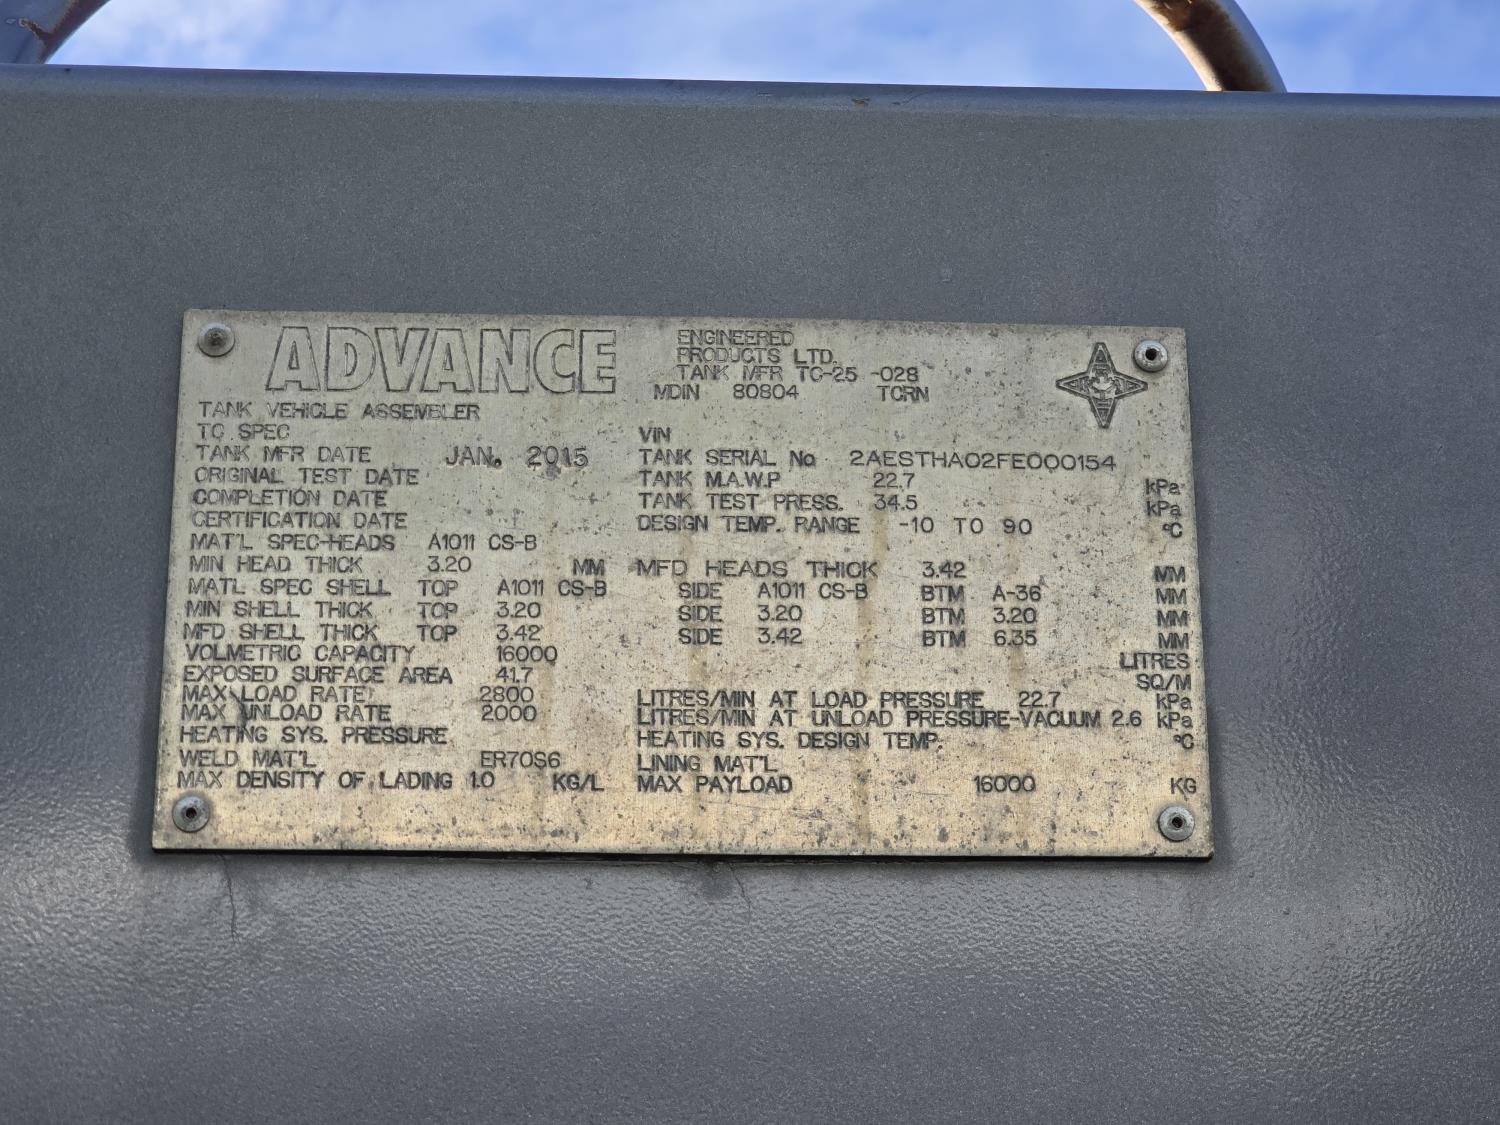 ADVANCE
ENGINEERED
PRODUCTS LTD.
TANK MFR TC-25 -028
MDIN 80804 TCRN
TANK VEHICLE ASSEMBLER
TC SPEC VIN
TANK MFR DATE JAN. 2015 TANK SERIAL No 2AESTHA02FE000154
ORIGINAL TEST DATE TANK M.A.W.P 22.7 kPa
COMPLETION DATE TANK TEST PRESS. 34.5 kPa
CERTIFICATION DATE DESIGN TEMP. RANGE -10 TO 90 °C
MAT'L SPEC-HEADS A1011 CS-B
MIN HEAD THICK 3.20 MM MFD HEADS THICK 3.42 MM
MATL SPEC SHELL TOP A1011 CS-B SIDE A1011 CS-B BTM A-36 MM
MIN SHELL THICK TOP 3.20 SIDE 3.20 BTM 3.20 MM
MFD SHELL THICK TOP 3.42 SIDE 3.42 BTM 6.35 MM
VOLMETRIC CAPACITY 16000 LITRES
EXPOSED SURFACE AREA 41.7 SQ/M
MAX LOAD RATE 2800 LITRES/MIN AT LOAD PRESSURE 22.7 kPa
MAX UNLOAD RATE 2000 LITRES/MIN AT UNLOAD PRESSURE-VACUUM 2.6 kPa
HEATING SYS. PRESSURE HEATING SYS. DESIGN TEMP. °C
WELD MAT'L ER70S6 LINING MAT'L
MAX DENSITY OF LADING 1.0 KG/L MAX PAYLOAD 16000 KG